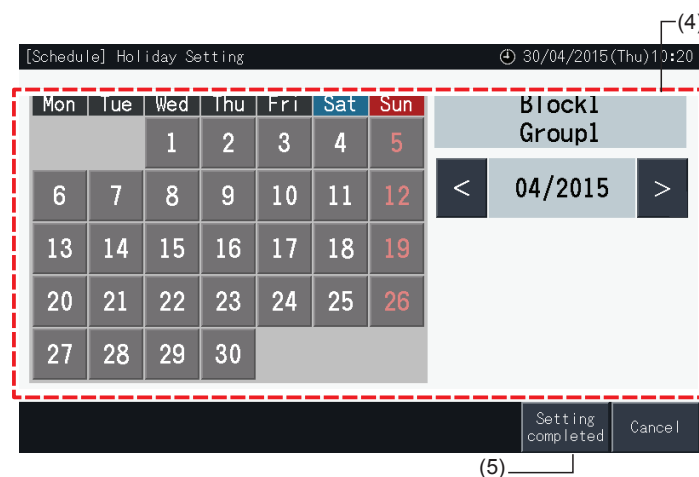 (4)
[Schedule] Holiday Setting 30/04/2015(Thu)10:20
Mon Tue Wed Thu Fri Sat Sun
Block1
Group1
1 2 3 4 5
6 7 8 9 10 11 12
< 04/2015 >
13 14 15 16 17 18 19
20 21 22 23 24 25 26
27 28 29 30
Setting
completed
Cancel
(5)